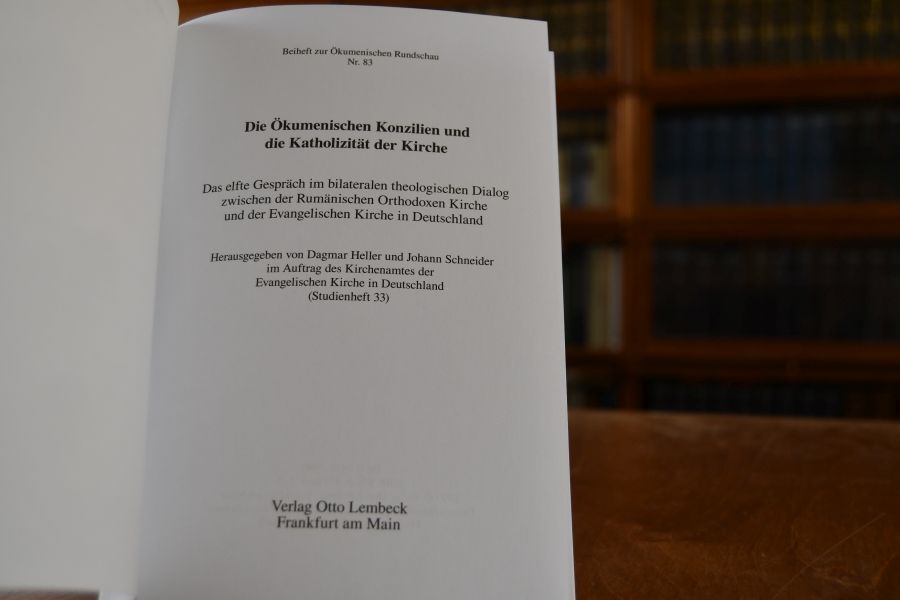 Beiheft zur Ökumenischen Rundschau
Nr. 83
Die Ökumenischen Konzilien und
die Katholizität der Kirche
Das elfte Gespräch im bilateralen theologischen Dialog
zwischen der Rumänischen Orthodoxen Kirche
und der Evangelischen Kirche in Deutschland
Herausgegeben von Dagmar Heller und Johann Schneider
im Auftrag des Kirchenamtes der
Evangelischen Kirche in Deutschland
(Studienheft 33)
Verlag Otto Lembeck
Frankfurt am Main